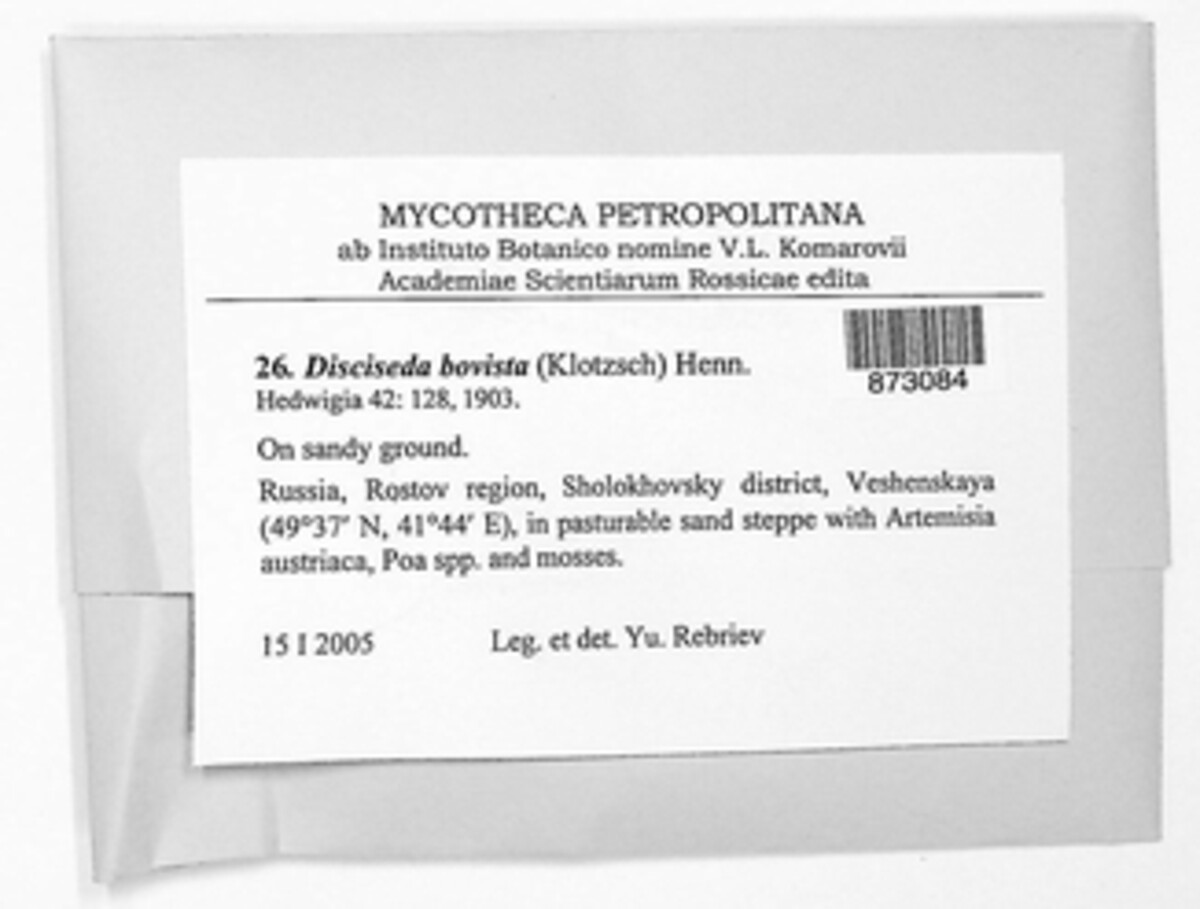 MYCOTHECA PETROPOLITANA
ab Instituto Botanico nomine V.L. Komarovii
Academiae Scientiarum Rossicae edita
873084
26. Disciseda bovista (Klotzsch) Henn.
Hedwigia 42: 128, 1903.
On sandy ground.
Russia, Rostov region, Sholokhovsky district, Veshenskaya
(49°37′ N, 41°44′ E), in pasturable sand steppe with Artemisia
austriaca, Poa spp. and mosses.
15 I 2005 Leg. et det. Yu. Rebriev